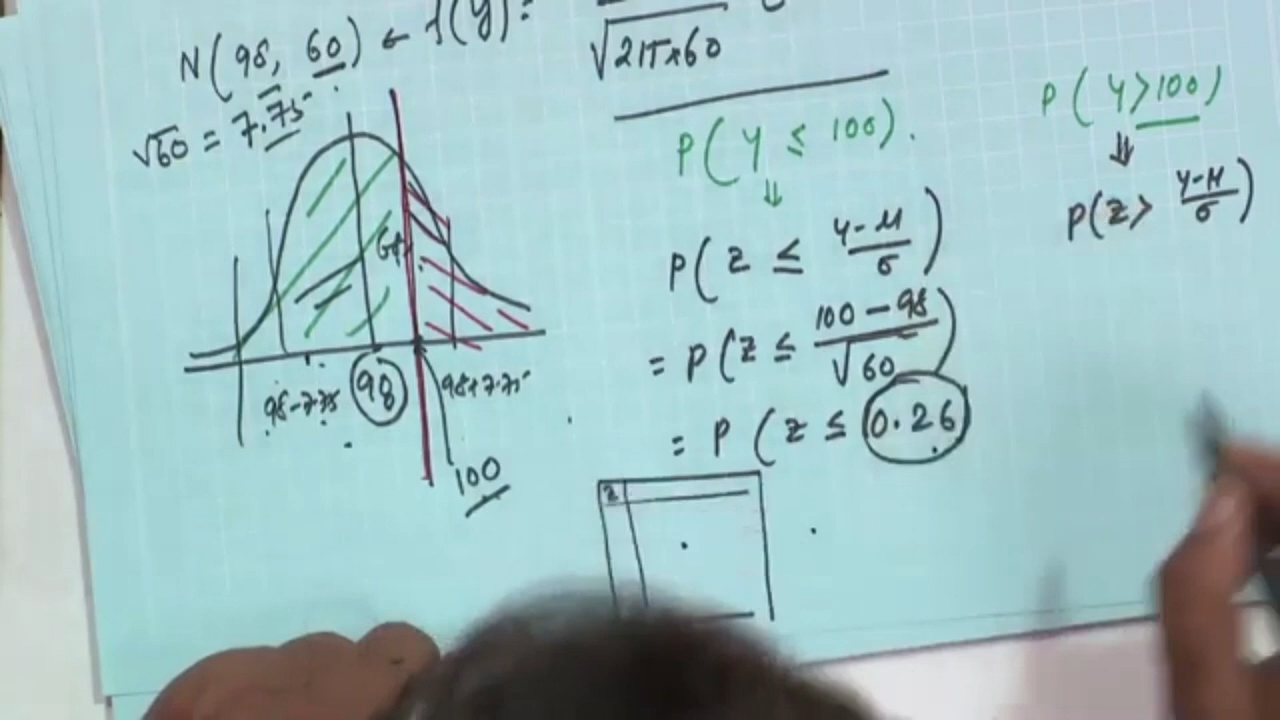 N(98, 60) ← f(y):
√2π×60
√60 = 7.75
P(Y ≤ 100).
⇓
P(Z ≤ y-μ/σ)
= P(Z ≤ 100-98/√60)
= P(Z ≤ 0.26
z
P(Y>100)
⇓
P(Z> y-μ/σ)
98-7.75
98
98+7.75
100